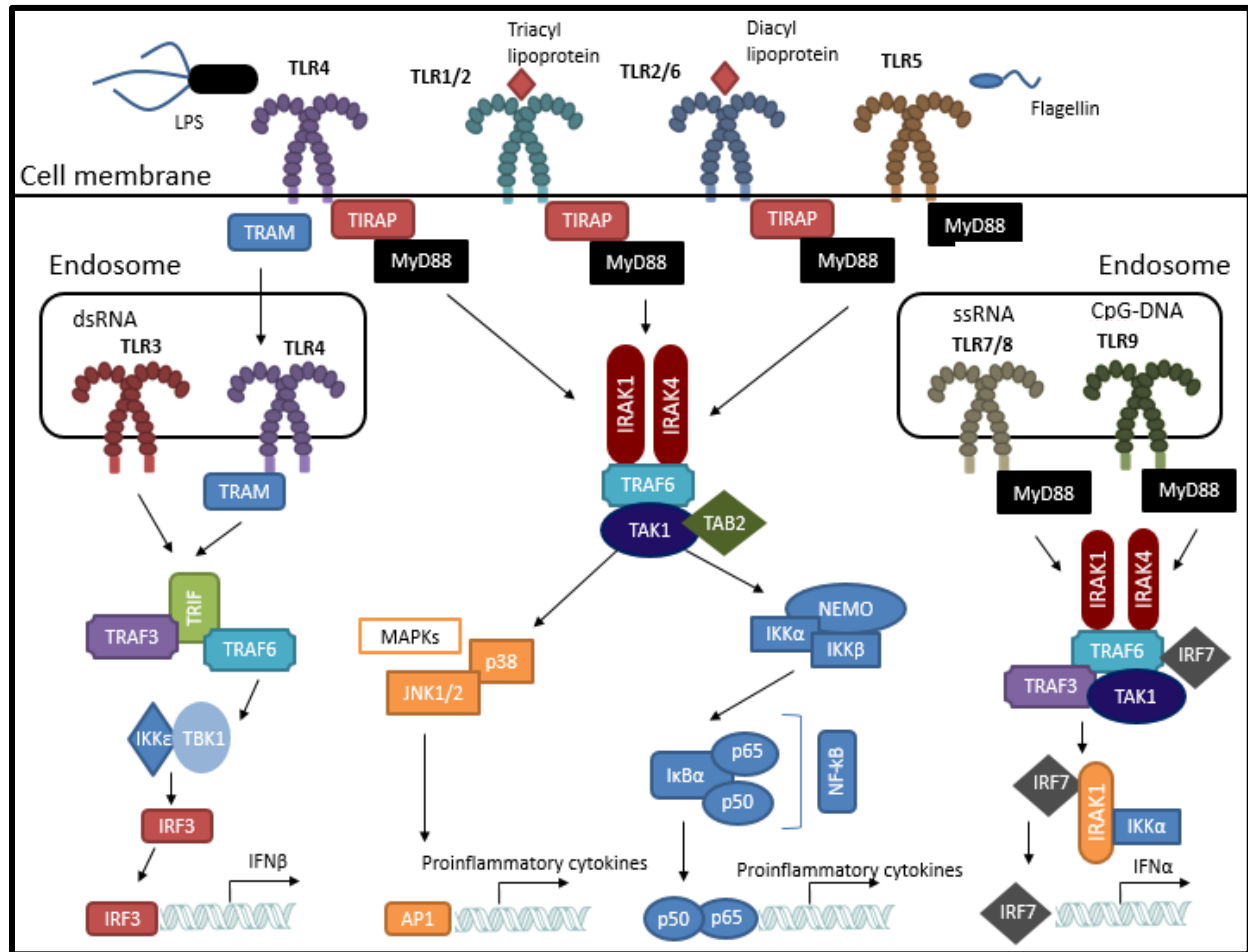 Triacyl
lipoprotein
Diacyl
lipoprotein
TLR4
TLR1/2
TLR2/6
TLR5
LPS
Flagellin
Cell membrane
TRAM
TIRAP
MyD88
TIRAP
MyD88
TIRAP
MyD88
MyD88
Endosome
Endosome
dsRNA
TLR3
TLR4
ssRNA
TLR7/8
CpG-DNA
TLR9
IRAK1
IRAK4
TRAF6
TAK1
TAB2
TRAM
MyD88
MyD88
TRIF
TRAF3
TRAF6
MAPKs
p38
JNK1/2
NEMO
IKKα
IKKβ
IRAK1
IRAK4
TRAF6
IRF7
TRAF3
TAK1
IKKε
TBK1
IκBα
p65
p50
NF-kB
IRF7
IRAK1
IKKα
IRF3
IFNβ
Proinflammatory cytokines
Proinflammatory cytokines
IFNα
IRF3
AP1
p50
p65
IRF7